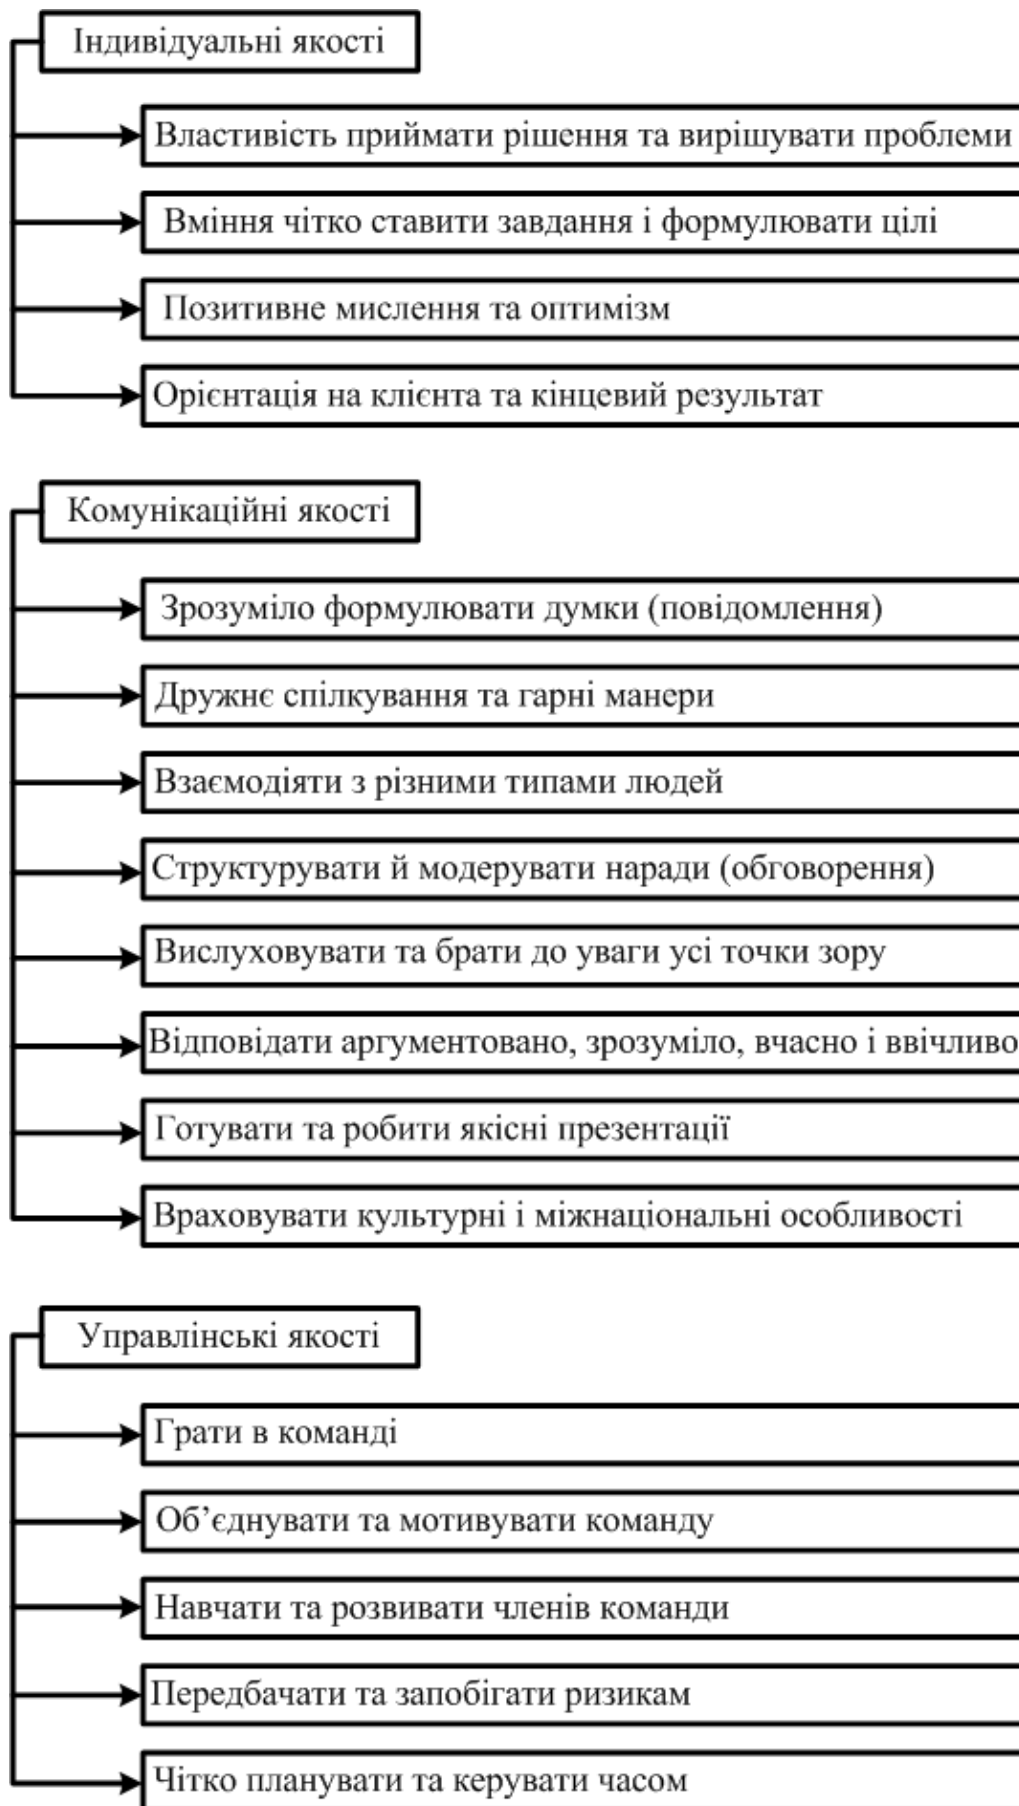 Індивідуальні якості
Властивість приймати рішення та вирішувати проблеми
Вміння чітко ставити завдання і формулювати цілі
Позитивне мислення та оптимізм
Орієнтація на клієнта та кінцевий результат
Комунікаційні якості
Зрозуміло формулювати думки (повідомлення)
Дружнє спілкування та гарні манери
Взаємодіяти з різними типами людей
Структурувати й модерувати наради (обговорення)
Вислуховувати та брати до уваги усі точки зору
Відповідати аргументовано, зрозуміло, вчасно і ввічливо
Готувати та робити якісні презентації
Враховувати культурні і міжнаціональні особливості
Управлінські якості
Грати в команді
Об’єднувати та мотивувати команду
Навчати та розвивати членів команди
Передбачати та запобігати ризикам
Чітко планувати та керувати часом